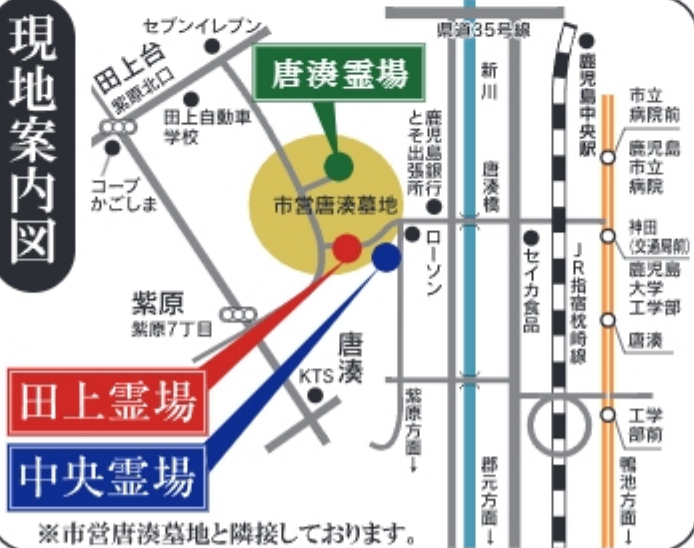 現地案内図
セブンイレブン
県道35号線
田上台
紫原北口
唐湊霊場
新川
鹿児島中央駅
田上自動車
学校
鹿児島銀行
とそ出張所
唐湊橋
市立
病院前
鹿児島
市立
病院
コープ
かごしま
市営唐湊墓地
ローソン
セイカ食品
JR指宿枕崎線
神田
(交通局前)
鹿児島
大学
工学部
唐湊
紫原
紫原7丁目
唐湊
KTS
田上霊場
紫原方面→
工学
部前
中央霊場
郡元方面→
鴨池方面→
※市営唐湊墓地と隣接しております。